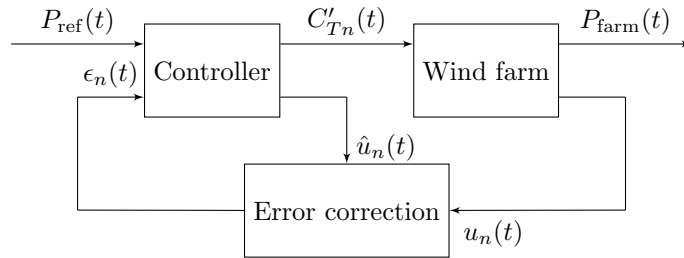 P_ref(t)
C'_Tn(t)
P_farm(t)
ϵ_n(t)
Controller
Wind farm
û_n(t)
Error correction
u_n(t)